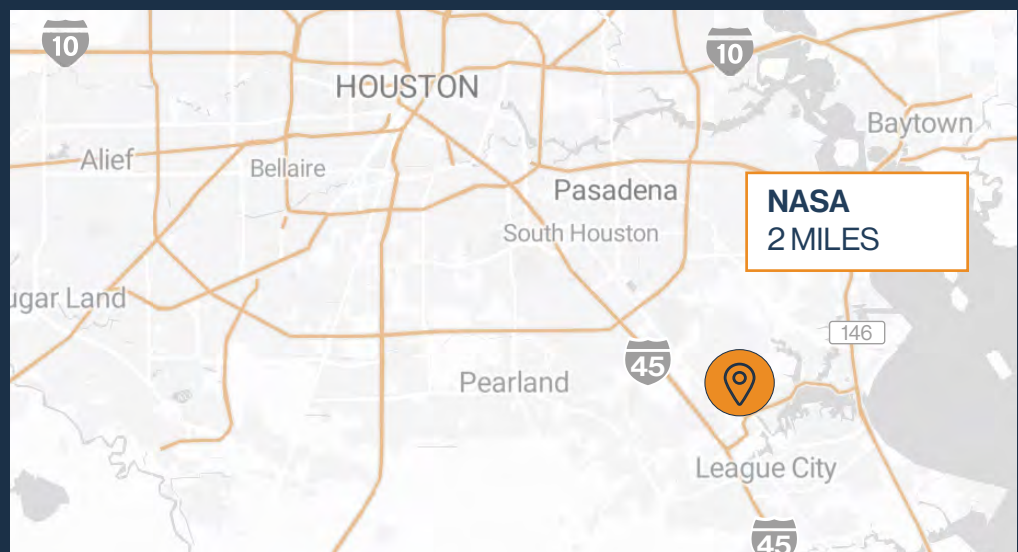 10
10
HOUSTON
Baytown
Alief
Bellaire
Pasadena
NASA
2 MILES
South Houston
ugar Land
146
45
Pearland
League City
45